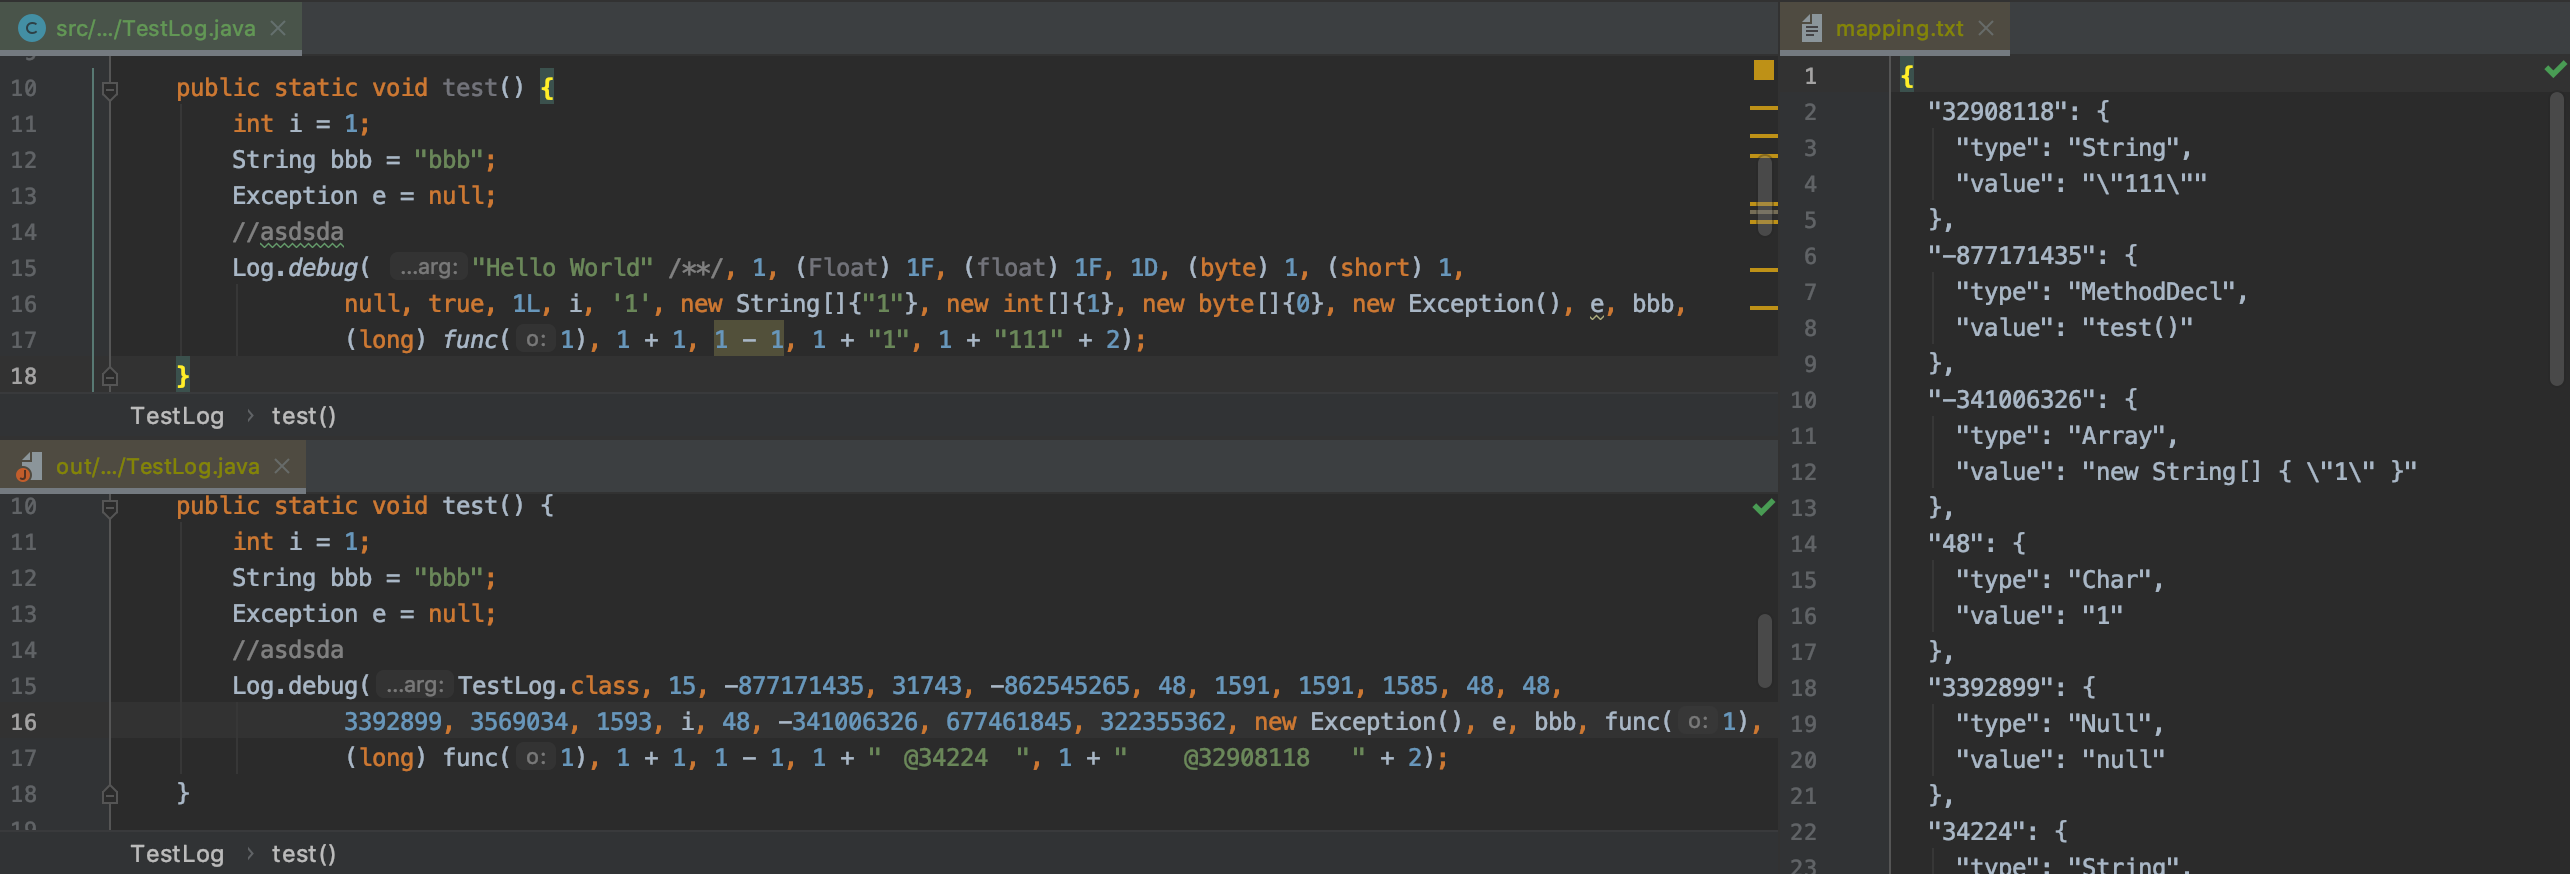 src/.../TestLog.java
10 public static void test() {
11 int i = 1;
12 String bbb = "bbb";
13 Exception e = null;
14 //asdsda
15 Log.debug( ...arg: "Hello World" /**/, 1, (Float) 1F, (float) 1F, 1D, (byte) 1, (short) 1,
16 null, true, 1L, i, '1', new String[]{"1"}, new int[]{1}, new byte[]{0}, new Exception(), e, bbb,
17 (long) func( o: 1), 1 + 1, 1 - 1, 1 + "1", 1 + "111" + 2);
18 }
TestLog › test()
out/.../TestLog.java
10 public static void test() {
11 int i = 1;
12 String bbb = "bbb";
13 Exception e = null;
14 //asdsda
15 Log.debug( ...arg: TestLog.class, 15, -877171435, 31743, -862545265, 48, 1591, 1591, 1585, 48, 48,
16 3392899, 3569034, 1593, i, 48, -341006326, 677461845, 322355362, new Exception(), e, bbb, func( o: 1),
17 (long) func( o: 1), 1 + 1, 1 - 1, 1 + "  @34224  ", 1 + "    @32908118   " + 2);
18 }
19
TestLog › test()
mapping.txt
1 {
2 "32908118": {
3 "type": "String",
4 "value": "\"111\""
5 },
6 "-877171435": {
7 "type": "MethodDecl",
8 "value": "test()"
9 },
10 "-341006326": {
11 "type": "Array",
12 "value": "new String[] { \"1\" }"
13 },
14 "48": {
15 "type": "Char",
16 "value": "1"
17 },
18 "3392899": {
19 "type": "Null",
20 "value": "null"
21 },
22 "34224": {
23 "type": "String",